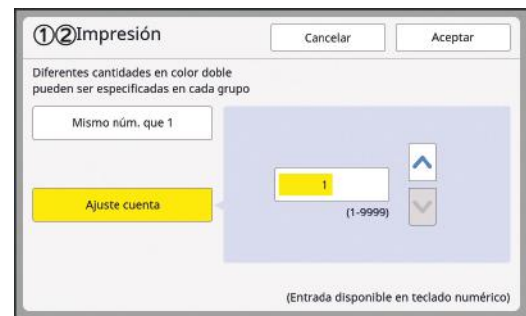 ①②Impresión
Cancelar
Aceptar
Diferentes cantidades en color doble
pueden ser especificadas en cada grupo
Mismo núm. que 1
Ajuste cuenta
1
(1-9999)
(Entrada disponible en teclado numérico)